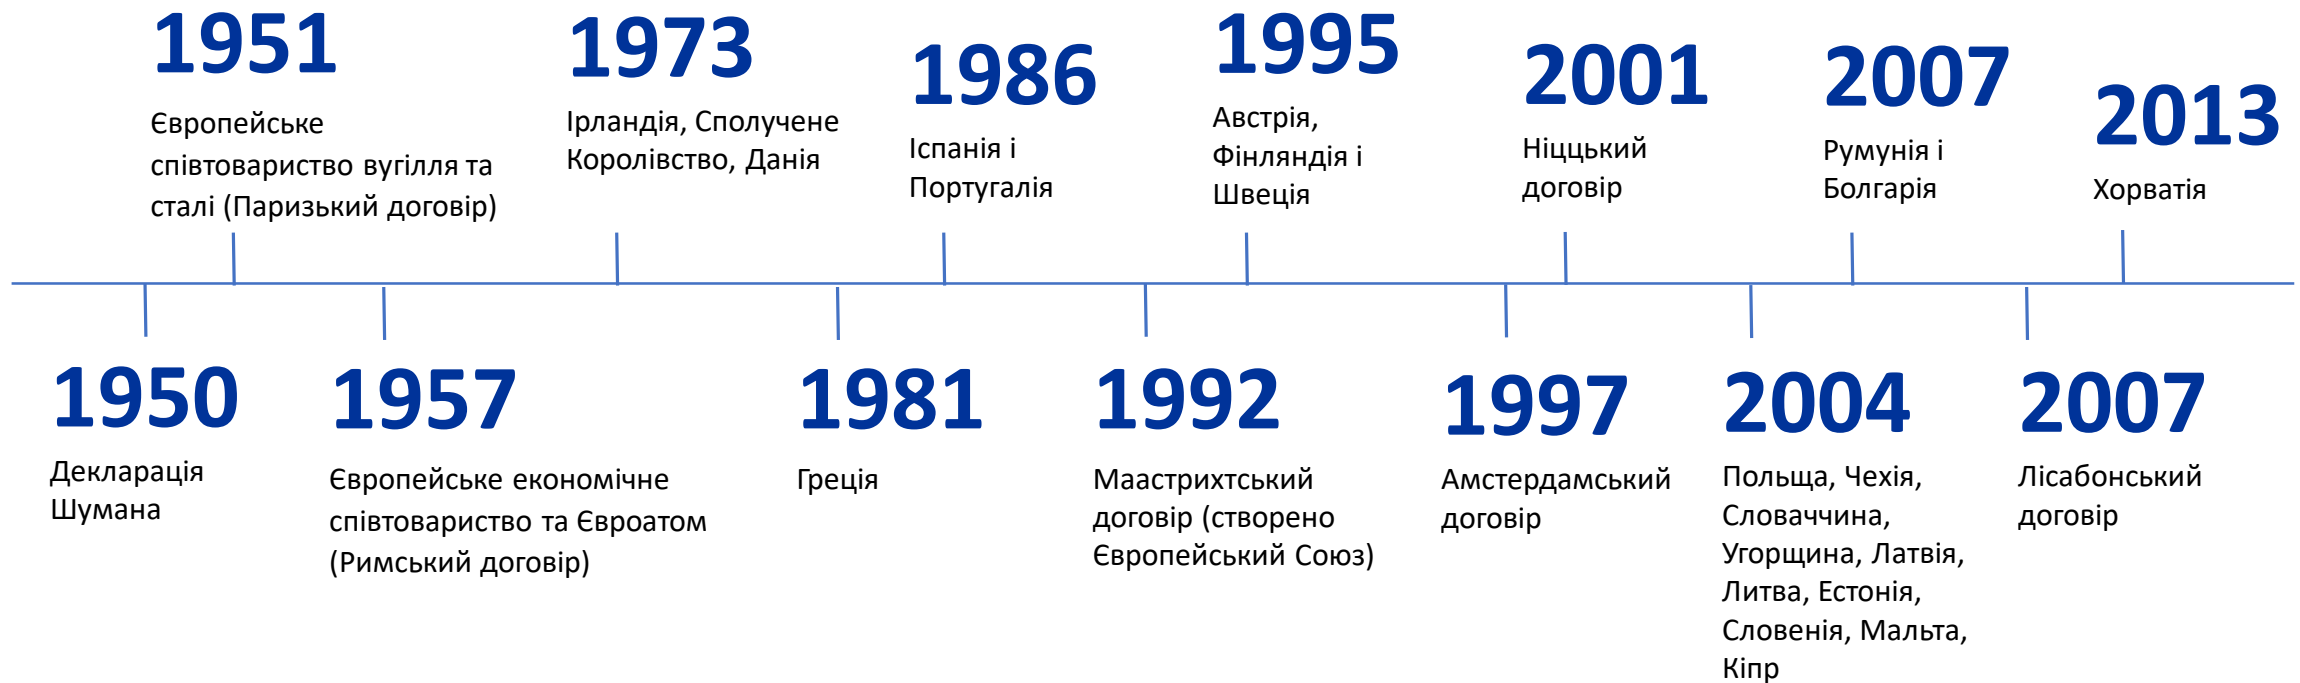 1951
Європейське
співтовариство вугілля та
сталі (Паризький договір)
1973
Ірландія, Сполучене
Королівство, Данія
1986
Іспанія і
Португалія
1995
Австрія,
Фінляндія і
Швеція
2001
Ніццький
договір
2007
Румунія і
Болгарія
2013
Хорватія
1950
Декларація
Шумана
1957
Європейське економічне
співтовариство та Євроатом
(Римський договір)
1981
Греція
1992
Маастрихтський
договір (створено
Європейський Союз)
1997
Амстердамський
договір
2004
Польща, Чехія,
Словаччина,
Угорщина, Латвія,
Литва, Естонія,
Словенія, Мальта,
Кіпр
2007
Лісабонський
договір